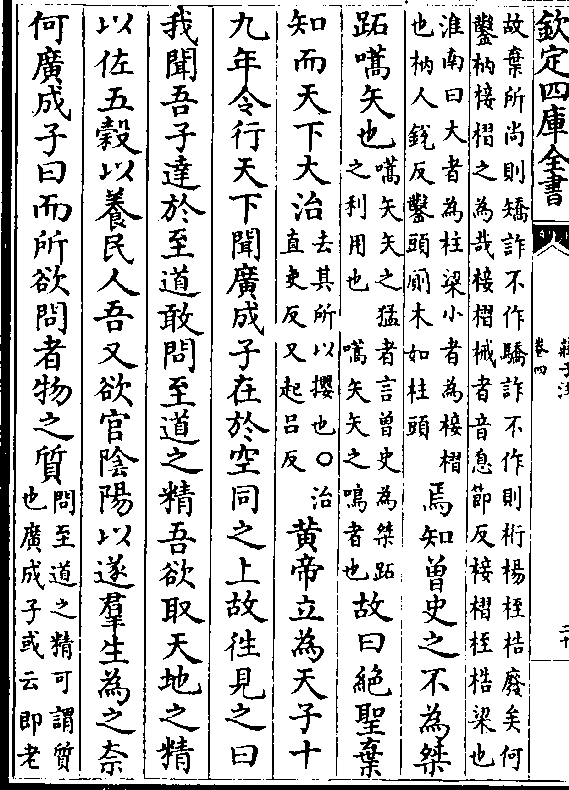 欽定四庫全書
莊子注
卷四
二十
故棄所尚則矯詐不作驕詐不作則桁楊桎梏廢矣何
鑿枘椄槢之為哉椄槢械者音息節反椄槢桎梏梁也
淮南曰大者為柱梁小者為椄槢
也枘人銳反鑿頭厠木如柱頭
焉知曾史之不為桀
跖嚆矢也
嚆矢矢之猛者言曾史為桀跖
之利用也 嚆矢矢之鳴者也
故曰絶聖棄
知而天下大治
去其所以攖也○治
直吏反又起呂反
黃帝立為天子十
九年令行天下聞廣成子在於空同之上故徃見之曰
我聞吾子達於至道敢問至道之精吾欲取天地之精
以佐五穀以養民人吾又欲官陰陽以遂羣生為之奈
何廣成子曰而所欲問者物之質
問至道之精可謂質
也廣成子或云即老